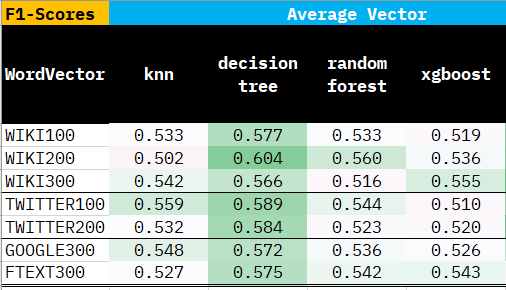 F1-Scores Average Vector
WordVector knn decision tree random forest xgboost
WIKI100 0.533 0.577 0.533 0.519
WIKI200 0.502 0.604 0.560 0.536
WIKI300 0.542 0.566 0.516 0.555
TWITTER100 0.559 0.589 0.544 0.510
TWITTER200 0.532 0.584 0.523 0.520
GOOGLE300 0.548 0.572 0.536 0.526
FTEXT300 0.527 0.575 0.542 0.543